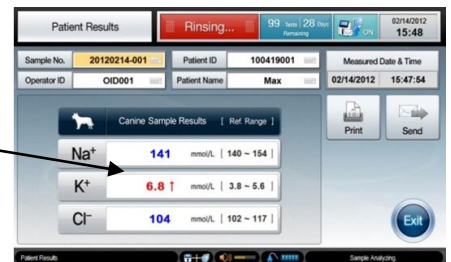 Patient Results
Rinsing...
99 Tests 28 Days
Remaining
ON
02/14/2012
15:48
Sample No. 20120214-001 Patient ID 100419001 Measured Date & Time
Operator ID OID001 Patient Name Max 02/14/2012 15:47:54
Canine Sample Results [ Ref. Range ]
Na⁺ 141 mmol/L | 140 ~ 154 |
K⁺ 6.8 ↑ mmol/L | 3.8 ~ 5.6 |
Cl⁻ 104 mmol/L | 102 ~ 117 |
Print Send
Exit
Patient Results Sample Analyzing